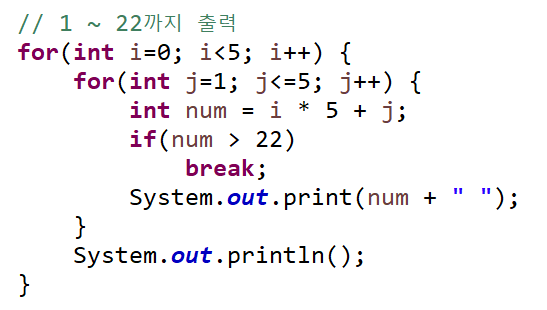 // 1 ~ 22까지 출력
for(int i=0; i<5; i++) {
    for(int j=1; j<=5; j++) {
        int num = i * 5 + j;
        if(num > 22)
            break;
        System.out.print(num + " ");
    }
    System.out.println();
}